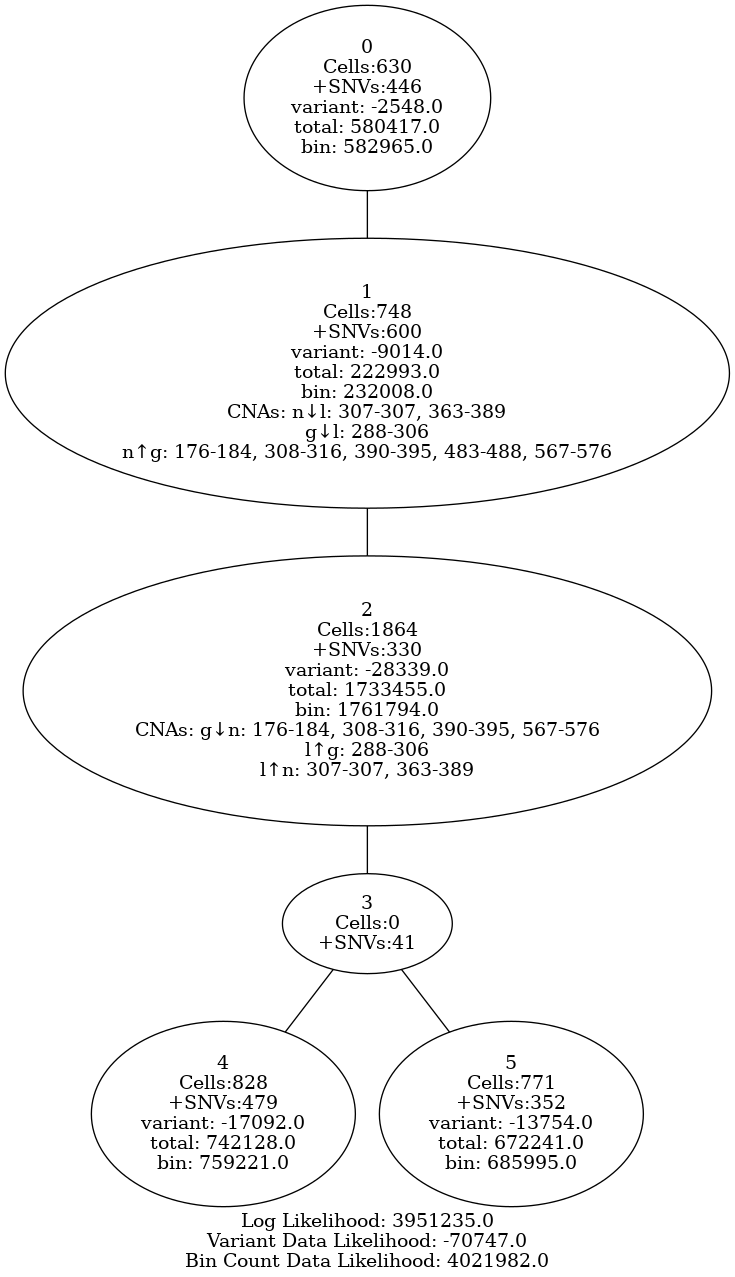 0
Cells:630
+SNVs:446
variant: -2548.0
total: 580417.0
bin: 582965.0
1
Cells:748
+SNVs:600
variant: -9014.0
total: 222993.0
bin: 232008.0
CNAs: n↓l: 307-307, 363-389
g↓l: 288-306
n↑g: 176-184, 308-316, 390-395, 483-488, 567-576
2
Cells:1864
+SNVs:330
variant: -28339.0
total: 1733455.0
bin: 1761794.0
CNAs: g↓n: 176-184, 308-316, 390-395, 567-576
l↑g: 288-306
l↑n: 307-307, 363-389
3
Cells:0
+SNVs:41
4
Cells:828
+SNVs:479
variant: -17092.0
total: 742128.0
bin: 759221.0
5
Cells:771
+SNVs:352
variant: -13754.0
total: 672241.0
bin: 685995.0
Log Likelihood: 3951235.0
Variant Data Likelihood: -70747.0
Bin Count Data Likelihood: 4021982.0